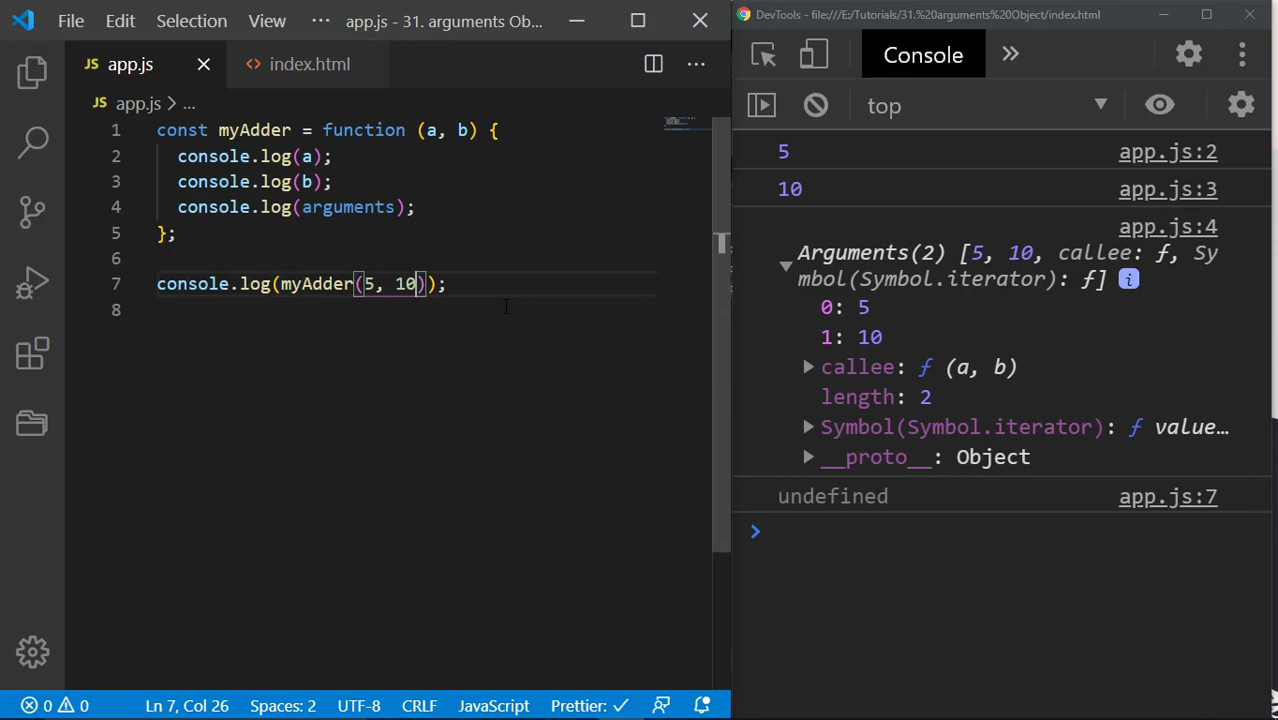 File Edit Selection View ··· app.js - 31. arguments Ob...
JS app.js <> index.html ···
JS app.js > ...
1 const myAdder = function (a, b) {
2 console.log(a);
3 console.log(b);
4 console.log(arguments);
5 };
6
7 console.log(myAdder(5, 10));
8
0 0 Ln 7, Col 26 Spaces: 2 UTF-8 CRLF JavaScript Prettier: ✓
DevTools - file:///E:/Tutorials/31.%20arguments%20Object/index.html
Console »
top ▼
5 app.js:2
10 app.js:3
app.js:4
▼ Arguments(2) [5, 10, callee: ƒ, Sy
mbol(Symbol.iterator): ƒ] i
0: 5
1: 10
▶ callee: ƒ (a, b)
length: 2
▶ Symbol(Symbol.iterator): ƒ value…
▶ __proto__: Object
undefined app.js:7
>